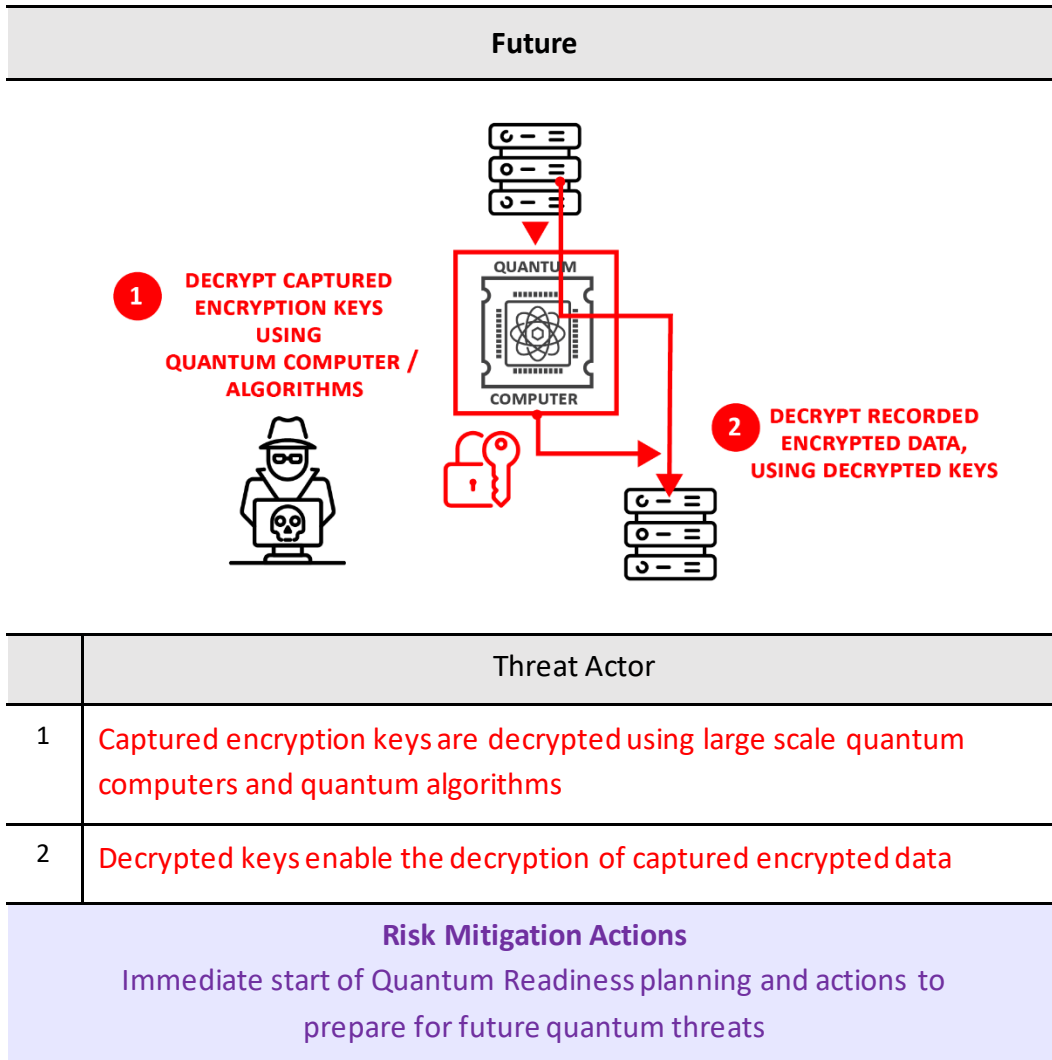 Future
QUANTUM
COMPUTER
1
DECRYPT CAPTURED
ENCRYPTION KEYS
USING
QUANTUM COMPUTER /
ALGORITHMS
2
DECRYPT RECORDED
ENCRYPTED DATA,
USING DECRYPTED KEYS
Threat Actor
1 Captured encryption keys are decrypted using large scale quantum
computers and quantum algorithms
2 Decrypted keys enable the decryption of captured encrypted data
Risk Mitigation Actions
Immediate start of Quantum Readiness planning and actions to
prepare for future quantum threats